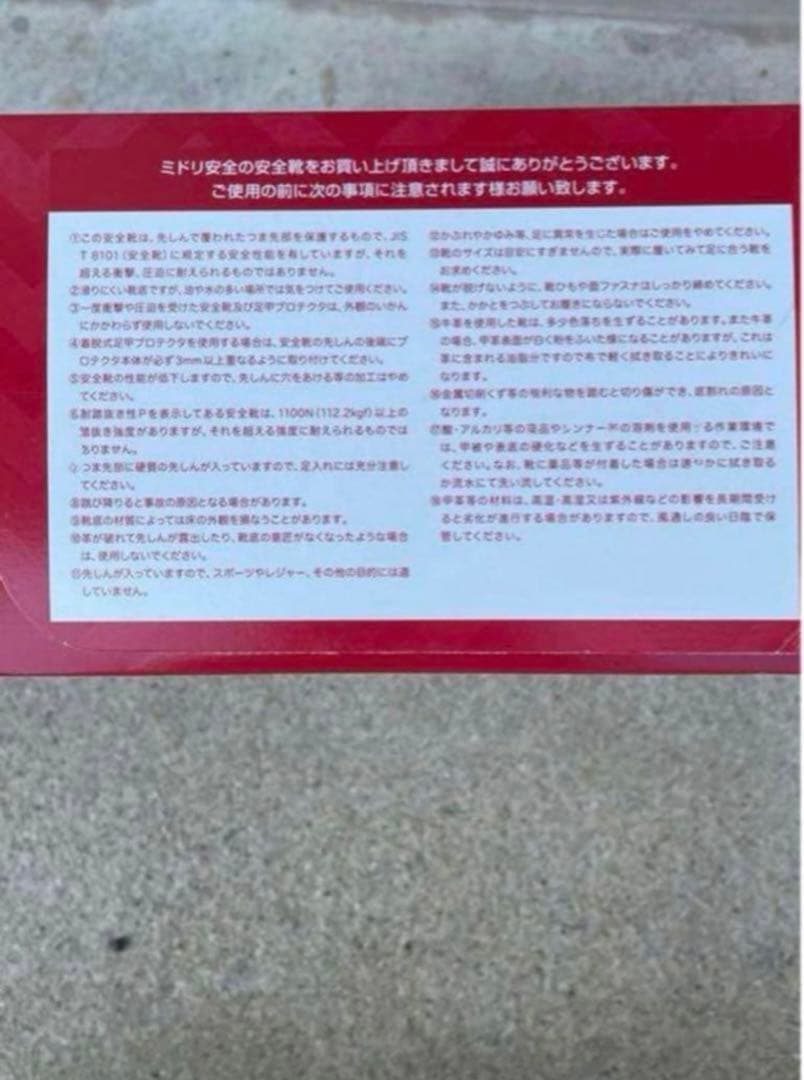 ミドリ安全の安全靴をお買い上げ頂きまして誠にありがとうございます。
ご使用の前に次の事項に注意されます様お願い致します。
①この安全靴は、先しんで覆われたつま先部を保護するもので、JIS
T 8101(安全靴)に規定する安全性能を有していますが、それを
超える衝撃、圧迫に耐えられるものではありません。
②滑りにくい靴底ですが、油や水の多い場所では気をつけてご使用ください。
③一度衝撃や圧迫を受けた安全靴及び足甲プロテクタは、外観のいかん
にかかわらず使用しないでください。
④着脱式足甲プロテクタを使用する場合は、安全靴の先しんの後端にプ
ロテクタ本体が必ず3mm以上重なるように取り付けてください。
⑤安全靴の性能が低下しますので、先しんに穴をあける等の加工はやめ
てください。
⑥耐踏抜き性Pを表示してある安全靴は、1100N(112.2kgf)以上の
踏抜き強度がありますが、それを超える強度に耐えられるものでは
ありません。
⑦つま先部に硬質の先しんが入っていますので、足入れには充分注意し
てください。
⑧跳び降りると事故の原因となる場合があります。
⑨靴底の材質によっては床の外観を損なうことがあります。
⑩革が破れて先しんが露出したり、靴底の意匠がなくなったような場合
は、使用しないでください。
⑪先しんが入っていますので、スポーツやレジャー、その他の目的には適
していません。
⑫かぶれやかゆみ等、足に異常を生じた場合はご使用をやめてください。
⑬靴のサイズは目安にすぎませんので、実際に履いてみて足に合う靴を
お求めください。
⑭靴が脱げないように、靴ひもや面ファスナはしっかり締めてください。
また、かかとをつぶしてお履きにならないでください。
⑮牛革を使用した靴は、多少色落ちを生ずることがあります。また牛革
の場合、甲革表面が白く粉をふいた様になることがありますが、これは
革に含まれる油脂分ですので布で軽く拭き取ることによりきれいに
なります。
⑯金属切削くず等の鋭利な物を踏むと切り傷ができ、底割れの原因と
なります。
⑰酸・アルカリ等の薬品やシンナー等の溶剤を使用する作業環境で
は、甲被や表底の硬化などを生ずることがありますので、ご注意
ください。なお、靴に薬品等が付着した場合は速やかに拭き取る
か流水にて洗い流してください。
⑱甲革等の材料は、高温・高湿又は紫外線などの影響を長期間受け
ると劣化が進行する場合がありますので、風通しの良い日陰で保
管してください。